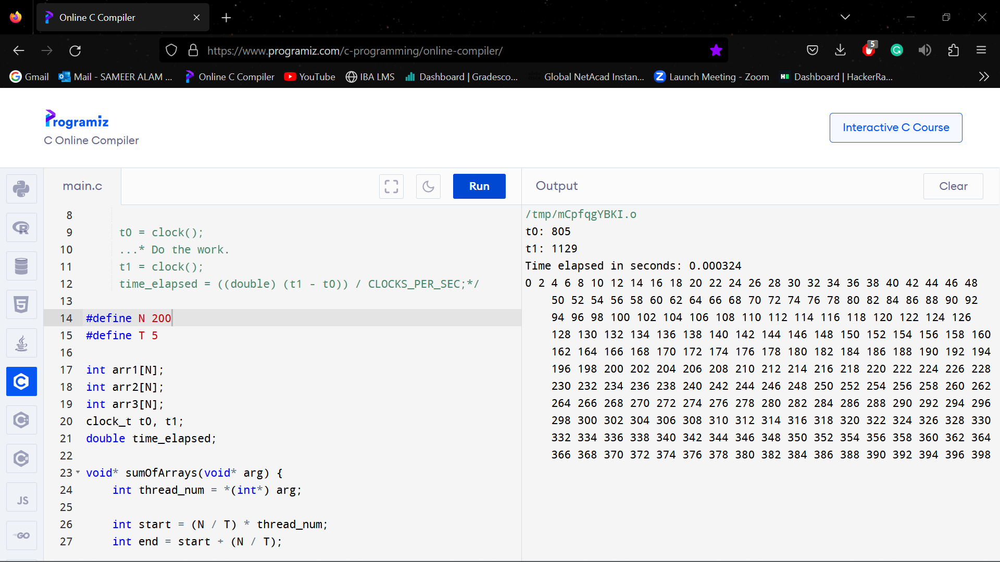 Online C Compiler
https://www.programiz.com/c-programming/online-compiler/
5
Gmail
Mail - SAMEER ALAM ...
Online C Compiler
YouTube
IBA LMS
Dashboard | Gradesco...
Global NetAcad Instan...
Launch Meeting - Zoom
Dashboard | HackerRa...
Programiz
C Online Compiler
Interactive C Course
main.c
Run
Output
Clear
8
9 t0 = clock();
10 ...* Do the work.
11 t1 = clock();
12 time_elapsed = ((double) (t1 - t0)) / CLOCKS_PER_SEC;*/
13
14 #define N 200
15 #define T 5
16
17 int arr1[N];
18 int arr2[N];
19 int arr3[N];
20 clock_t t0, t1;
21 double time_elapsed;
22
23 void* sumOfArrays(void* arg) {
24 int thread_num = *(int*) arg;
25
26 int start = (N / T) * thread_num;
27 int end = start + (N / T);
/tmp/mCpfqgYBKI.o
t0: 805
t1: 1129
Time elapsed in seconds: 0.000324
0 2 4 6 8 10 12 14 16 18 20 22 24 26 28 30 32 34 36 38 40 42 44 46 48
50 52 54 56 58 60 62 64 66 68 70 72 74 76 78 80 82 84 86 88 90 92
94 96 98 100 102 104 106 108 110 112 114 116 118 120 122 124 126
128 130 132 134 136 138 140 142 144 146 148 150 152 154 156 158 160
162 164 166 168 170 172 174 176 178 180 182 184 186 188 190 192 194
196 198 200 202 204 206 208 210 212 214 216 218 220 222 224 226 228
230 232 234 236 238 240 242 244 246 248 250 252 254 256 258 260 262
264 266 268 270 272 274 276 278 280 282 284 286 288 290 292 294 296
298 300 302 304 306 308 310 312 314 316 318 320 322 324 326 328 330
332 334 336 338 340 342 344 346 348 350 352 354 356 358 360 362 364
366 368 370 372 374 376 378 380 382 384 386 388 390 392 394 396 398
JS
GO